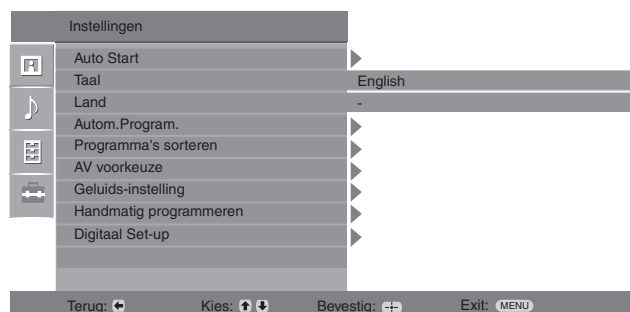 Instellingen
Auto Start
Taal English
Land -
Autom.Program.
Programma's sorteren
AV voorkeuze
Geluids-instelling
Handmatig programmeren
Digitaal Set-up
Terug: Kies: Bevestig: Exit: MENU